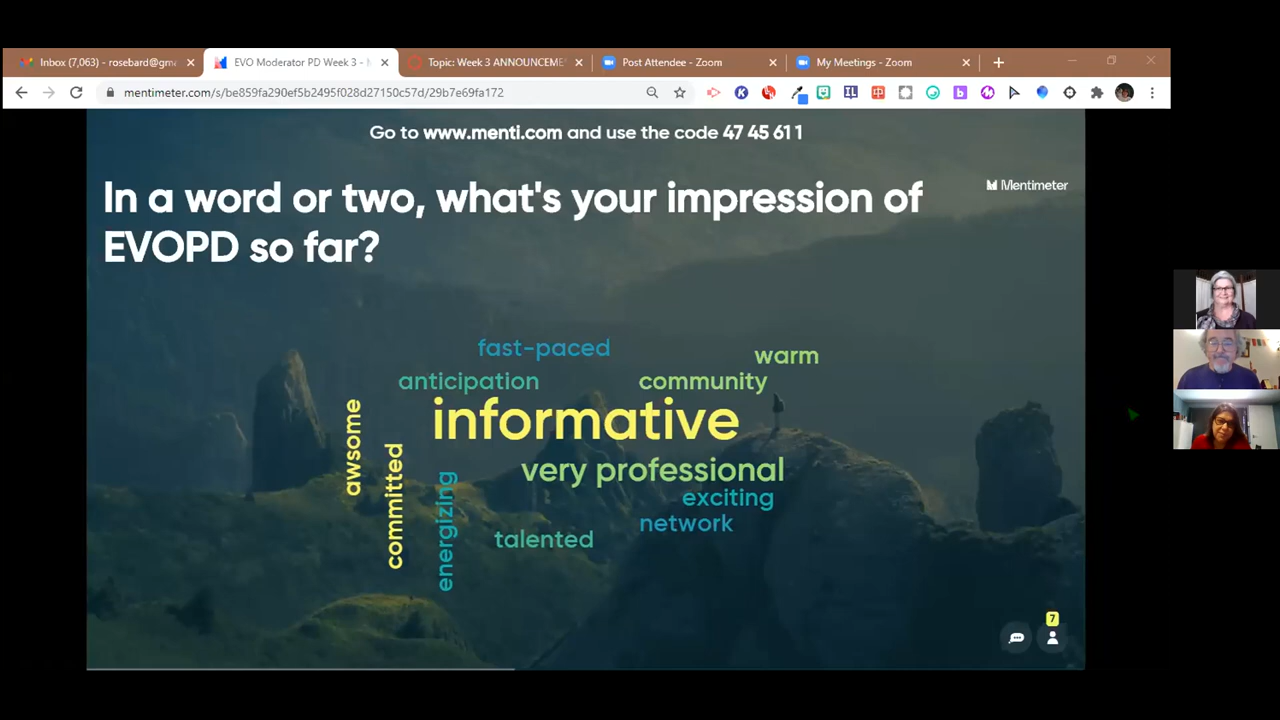 Inbox (7,063) - rosebard@gma
EVO Moderator PD Week 3 - M
Topic: Week 3 ANNOUNCEME
Post Attendee - Zoom
My Meetings - Zoom
mentimeter.com/s/be859fa290ef5b2495f028d27150c57d/29b7e69fa172
Go to www.menti.com and use the code 47 45 61 1
In a word or two, what's your impression of
EVOPD so far?
Mentimeter
fast-paced
warm
anticipation
community
informative
awsome
committed
energizing
very professional
exciting
network
talented
7